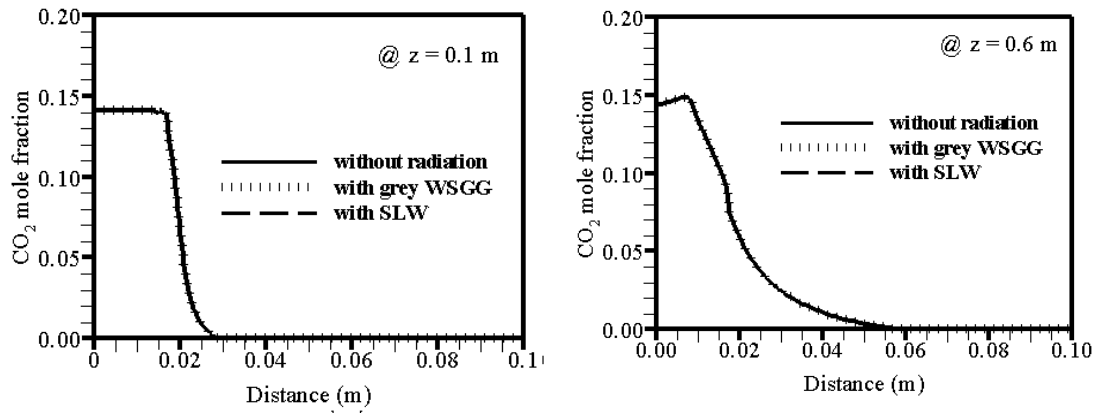 0.20
@ z = 0.1 m
0.15
0.10
0.05
0.00
CO2 mole fraction
without radiation
with grey WSGG
with SLW
0
0.02
0.04
0.06
0.08
0.1
Distance (m)
0.20
@ z = 0.6 m
0.15
0.10
0.05
0.00
CO2 mole fraction
without radiation
with grey WSGG
with SLW
0.00
0.02
0.04
0.06
0.08
0.10
Distance (m)